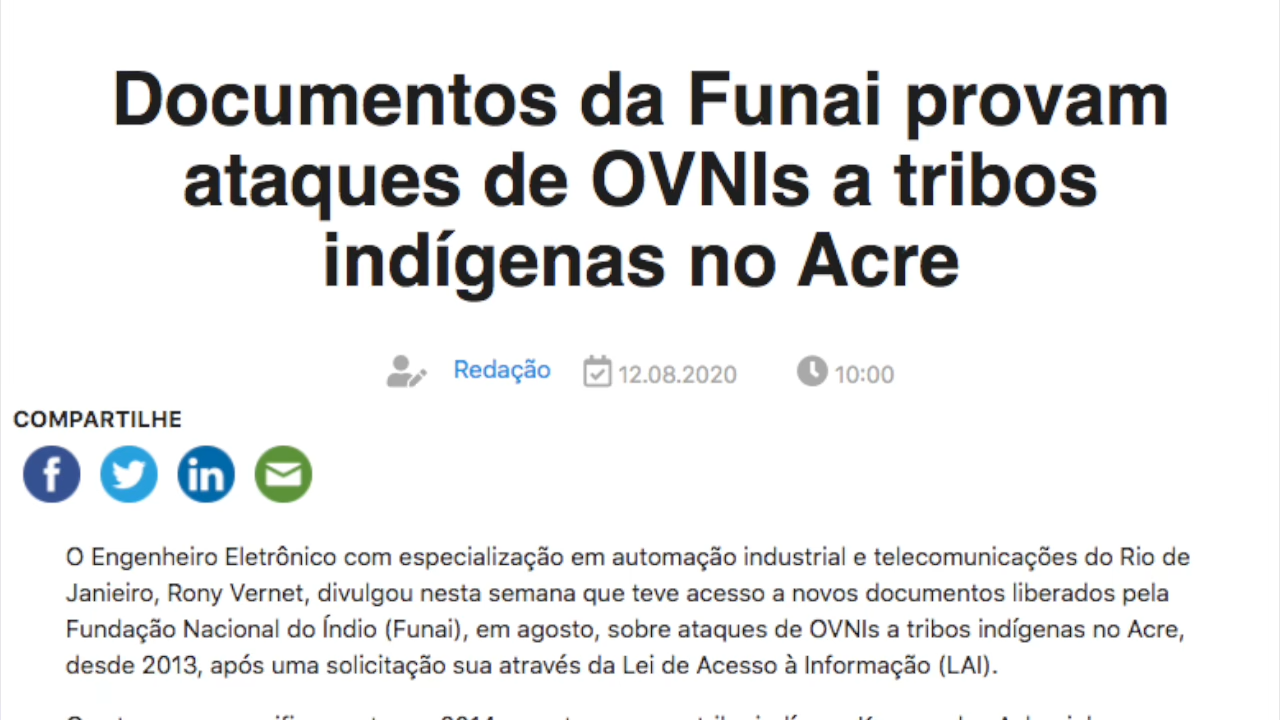 Documentos da Funai provam
ataques de OVNIs a tribos
indígenas no Acre
Redação 12.08.2020 10:00
COMPARTILHE
O Engenheiro Eletrônico com especialização em automação industrial e telecomunicações do Rio de
Janieiro, Rony Vernet, divulgou nesta semana que teve acesso a novos documentos liberados pela
Fundação Nacional do Índio (Funai), em agosto, sobre ataques de OVNIs a tribos indígenas no Acre,
desde 2013, após uma solicitação sua através da Lei de Acesso à Informação (LAI).